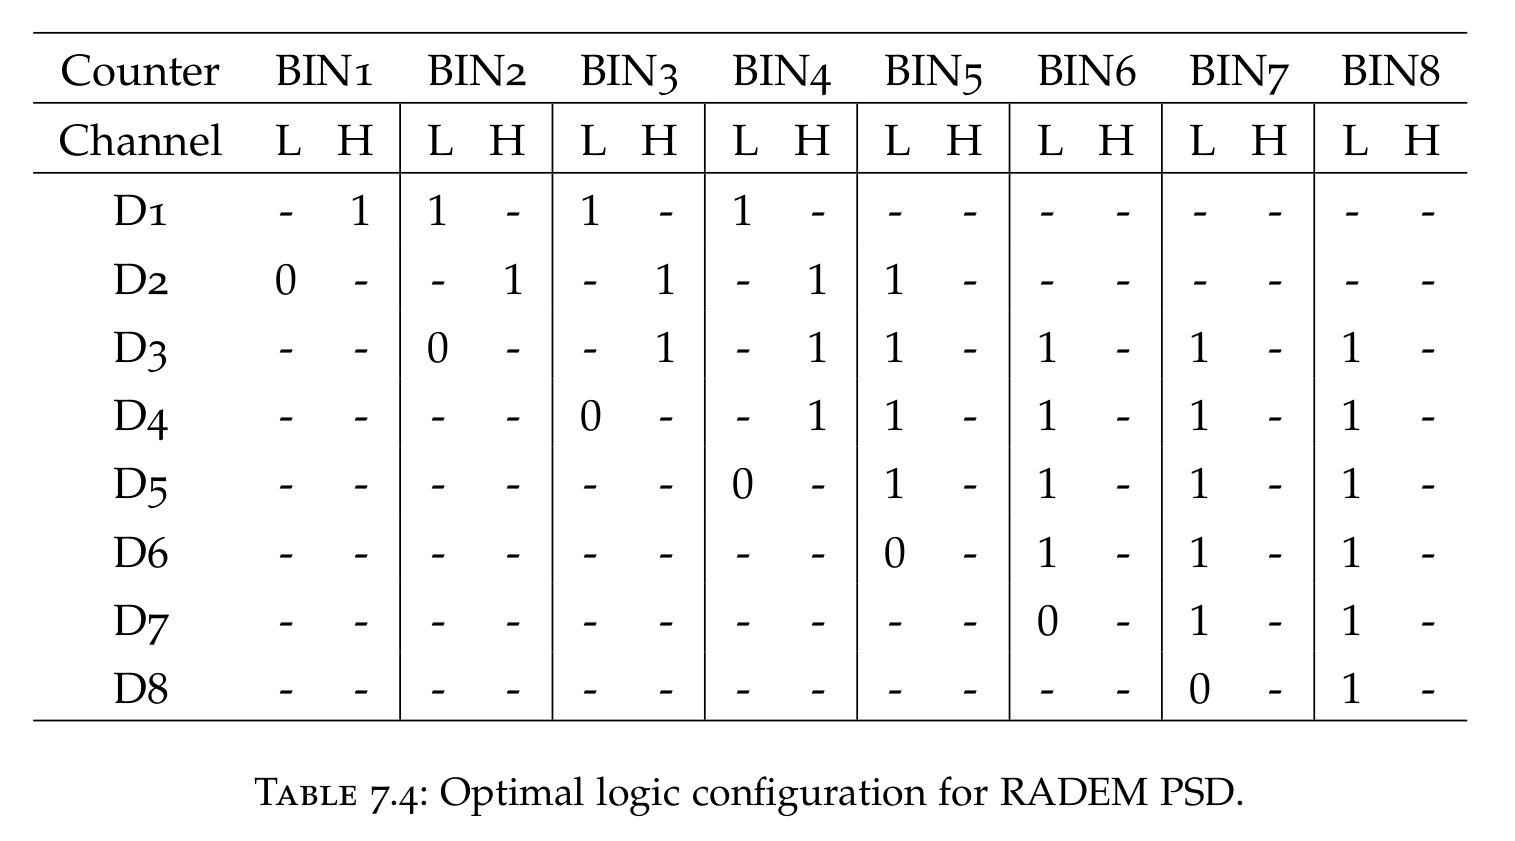 Counter BIN1 BIN2 BIN3 BIN4 BIN5 BIN6 BIN7 BIN8
Channel L H L H L H L H L H L H L H L H
D1 - 1 1 - 1 - 1 - - - - - - - - -
D2 0 - - 1 - 1 - 1 1 - - - - - - -
D3 - - 0 - - 1 - 1 1 - 1 - 1 - 1 -
D4 - - - - 0 - - 1 1 - 1 - 1 - 1 -
D5 - - - - - - 0 - 1 - 1 - 1 - 1 -
D6 - - - - - - - - 0 - 1 - 1 - 1 -
D7 - - - - - - - - - - 0 - 1 - 1 -
D8 - - - - - - - - - - - - 0 - 1 -
Table 7.4: Optimal logic configuration for RADEM PSD.